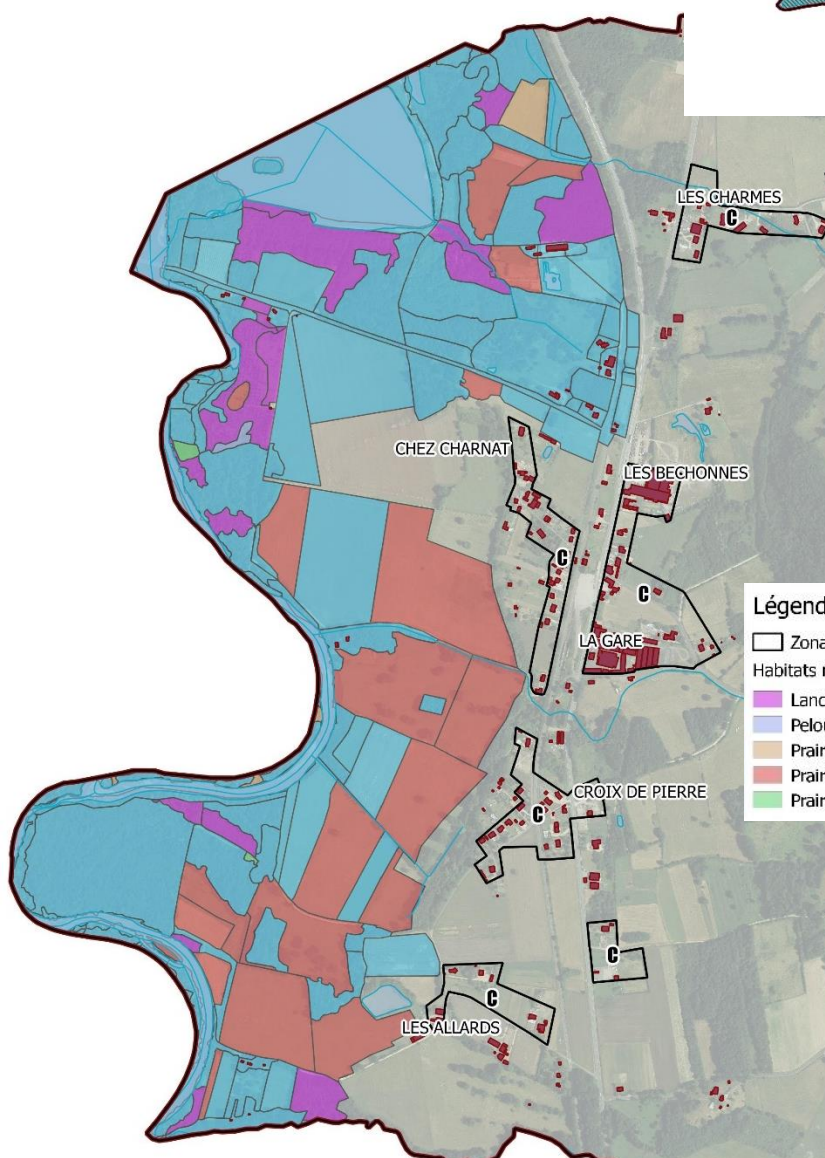 LES CHARMES
C
CHEZ CHARNAT
LES BECHONNES
C
C
LA GARE
Légend
Zona
Habitats n
Land
Pelou
Prair
Prair
Prair
CROIX DE PIERRE
C
C
C
LES ALLARDS